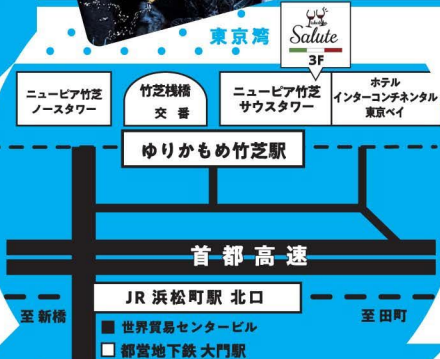 東京湾
Salute
3F
ニューピア竹芝
ノースタワー
竹芝桟橋
交番
ニューピア竹芝
サウスタワー
ホテル
インターコンチネンタル
東京ベイ
ゆりかもめ竹芝駅
首都高速
JR 浜松町駅 北口
至 新橋
至 田町
世界貿易センタービル
都営地下鉄 大門駅